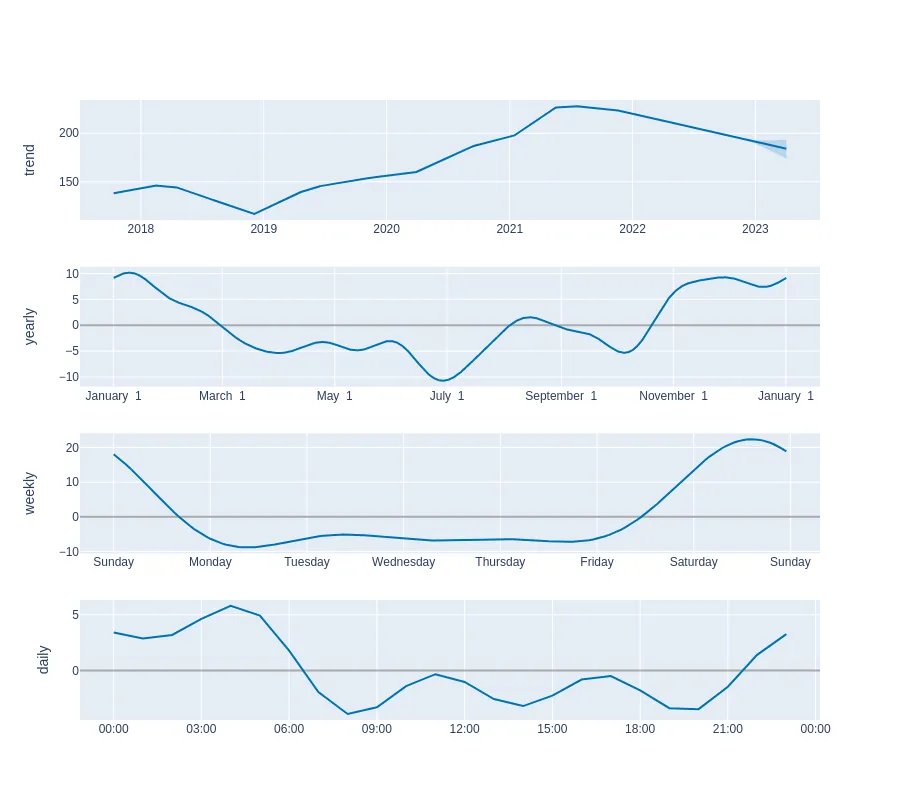 trend
200
150
2018 2019 2020 2021 2022 2023
yearly
10
5
0
−5
−10
January 1 March 1 May 1 July 1 September 1 November 1 January 1
weekly
20
10
0
−10
Sunday Monday Tuesday Wednesday Thursday Friday Saturday Sunday
daily
5
0
00:00 03:00 06:00 09:00 12:00 15:00 18:00 21:00 00:00